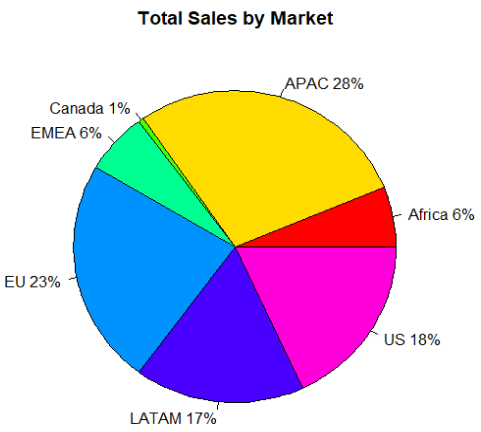 Total Sales by Market
APAC 28%
Canada 1%
EMEA 6%
Africa 6%
EU 23%
US 18%
LATAM 17%